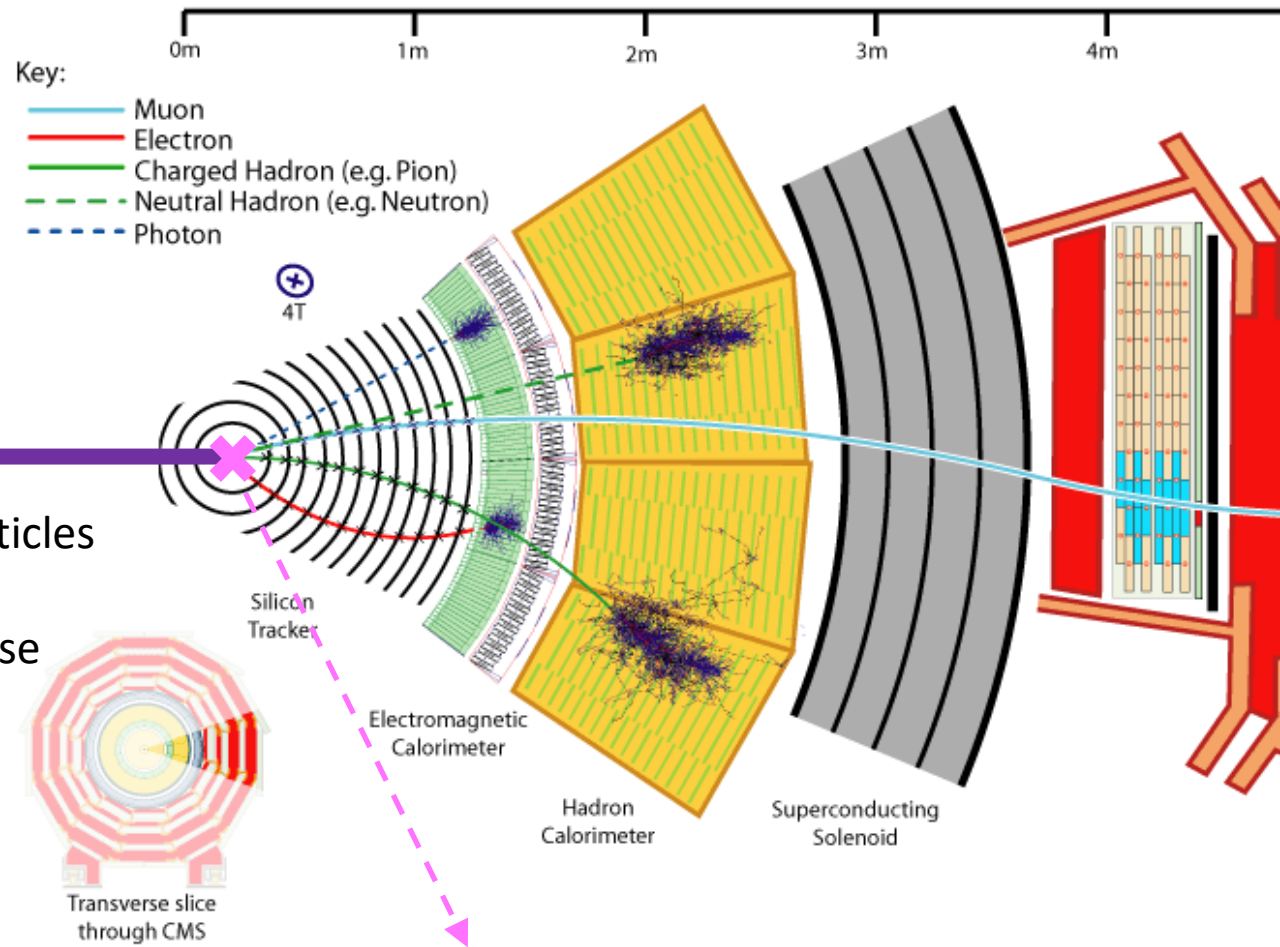 0m
1m
2m
3m
4m
Key:
Muon
Electron
Charged Hadron (e.g. Pion)
Neutral Hadron (e.g. Neutron)
Photon
4T
ticles
se
Silicon
Tracker
Electromagnetic
Calorimeter
Hadron
Calorimeter
Superconducting
Solenoid
Transverse slice
through CMS